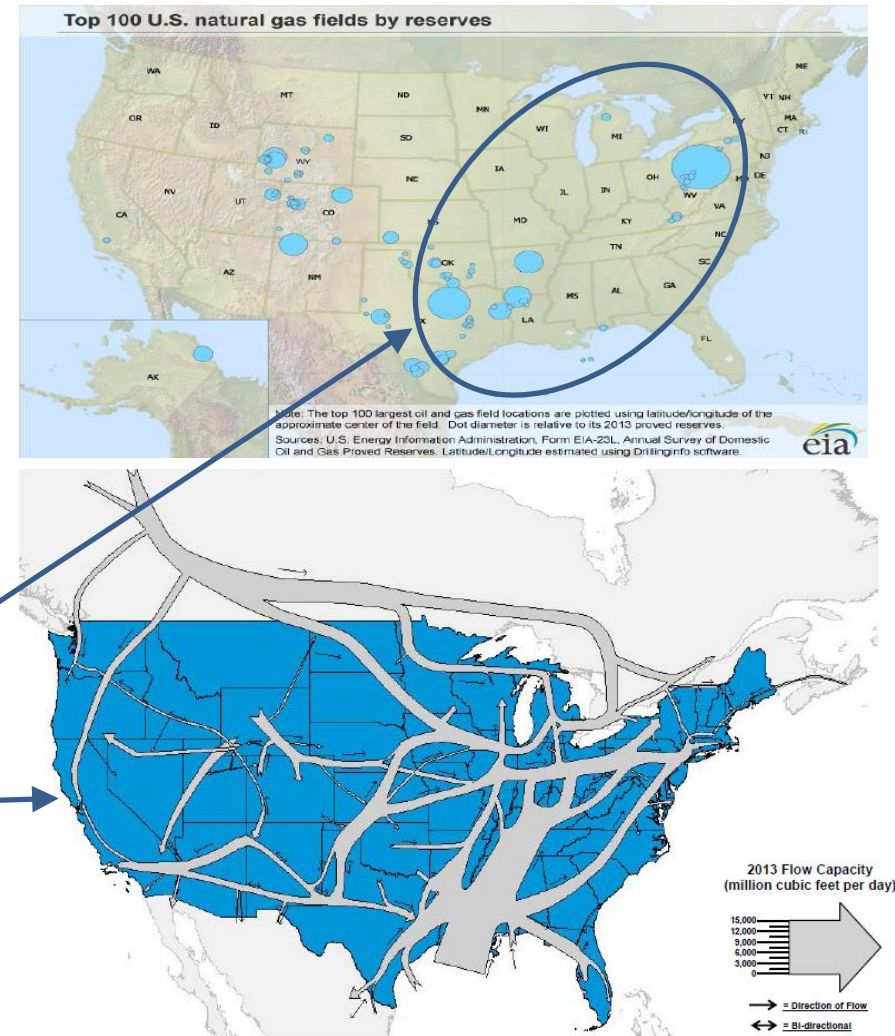 Top 100 U.S. natural gas fields by reserves
WA
MT
ND
ME
MN
VT NH
OR
ID
WI
MI
NY
MA
SD
CT RI
WY
IA
NE
NJ
OH
NV
UT
IL
IN
DE
CO
WV
CA
KS
MO
VA
KY
NC
TN
OK
AZ
NM
SC
MS
AL
GA
TX
LA
FL
AK
Note: The top 100 largest oil and gas field locations are plotted using latitude/longitude of the
approximate center of the field. Dot diameter is relative to its 2013 proved reserves.
Sources: U.S. Energy Information Administration, Form EIA-23L, Annual Survey of Domestic
Oil and Gas Proved Reserves. Latitude/Longitude estimated using Drillinginfo software.
eia
2013 Flow Capacity
(million cubic feet per day)
15,000
12,000
9,000
6,000
3,000
0
= Direction of Flow
= Bi-directional